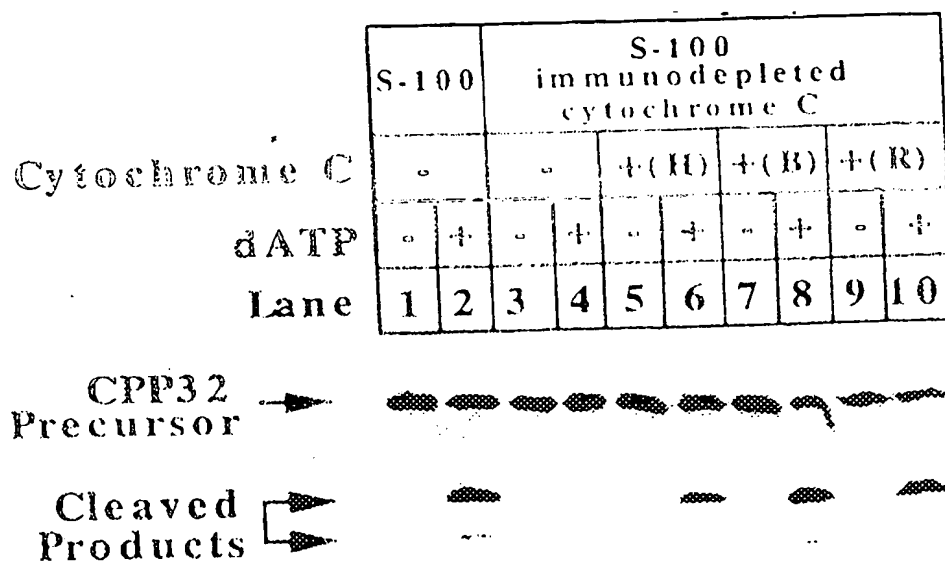 S-100
S-100
immunodepleted
cytochrome C
Cytochrome C - - +(H) +(B) +(R)
dATP - + - + - + - + - +
Lane 1 2 3 4 5 6 7 8 9 10
CPP32
Precursor
Cleaved
Products